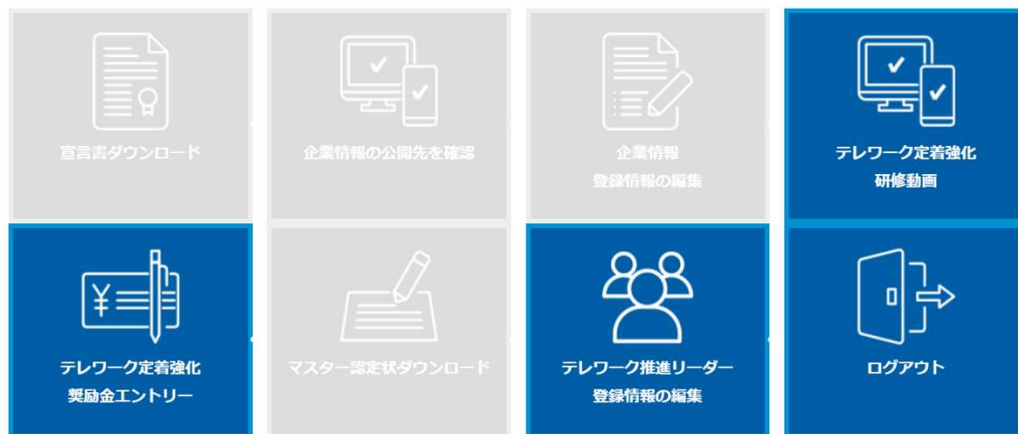 宣言書ダウンロード
企業情報の公開先を確認
企業情報
登録情報の編集
テレワーク定着強化
研修動画
¥
テレワーク定着強化
奨励金エントリー
マスター認定状ダウンロード
テレワーク推進リーダー
登録情報の編集
ログアウト